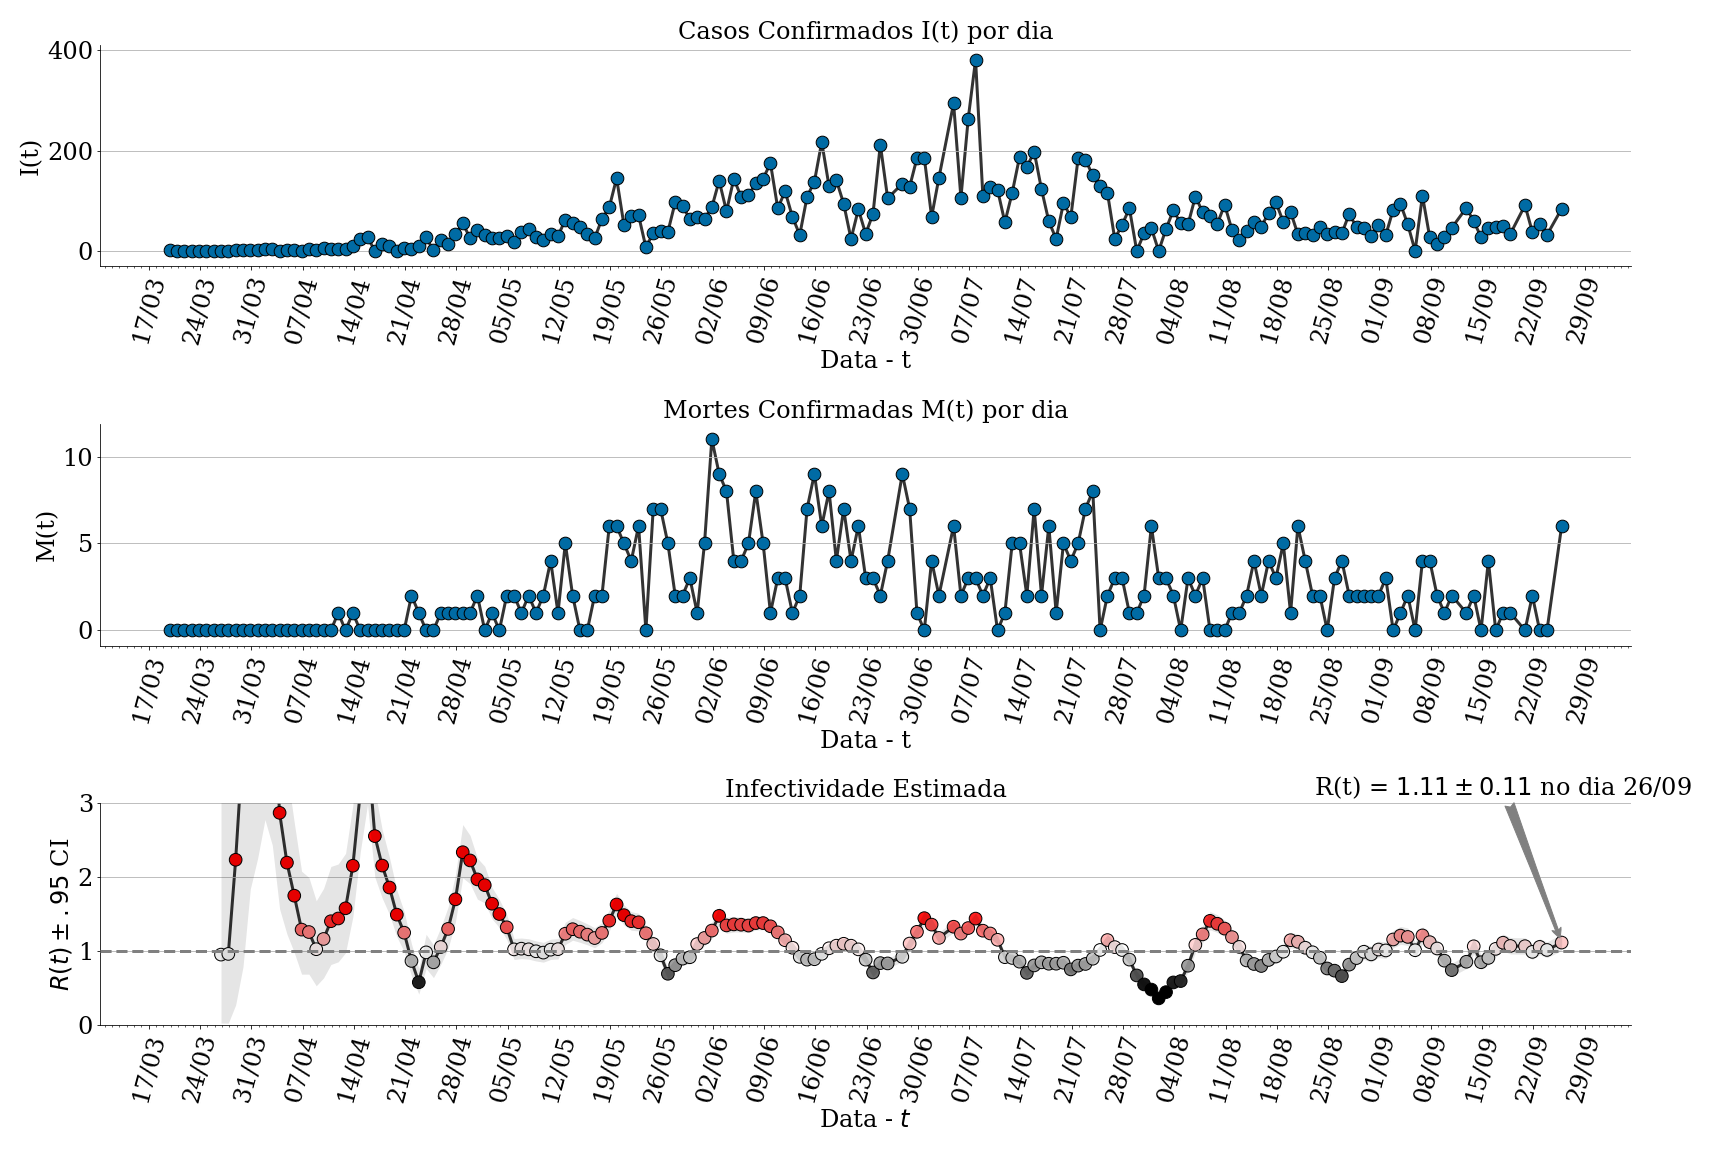 Casos Confirmados I(t) por dia
400
200
0
I(t)
17/03 24/03 31/03 07/04 14/04 21/04 28/04 05/05 12/05 19/05 26/05 02/06 09/06 16/06 23/06 30/06 07/07 14/07 21/07 28/07 04/08 11/08 18/08 25/08 01/09 08/09 15/09 22/09 29/09
Data - t
Mortes Confirmadas M(t) por dia
10
5
0
M(t)
17/03 24/03 31/03 07/04 14/04 21/04 28/04 05/05 12/05 19/05 26/05 02/06 09/06 16/06 23/06 30/06 07/07 14/07 21/07 28/07 04/08 11/08 18/08 25/08 01/09 08/09 15/09 22/09 29/09
Data - t
Infectividade Estimada
R(t) = 1.11 ± 0.11 no dia 26/09
3
2
1
0
R(t) ± .95 CI
17/03 24/03 31/03 07/04 14/04 21/04 28/04 05/05 12/05 19/05 26/05 02/06 09/06 16/06 23/06 30/06 07/07 14/07 21/07 28/07 04/08 11/08 18/08 25/08 01/09 08/09 15/09 22/09 29/09
Data - t